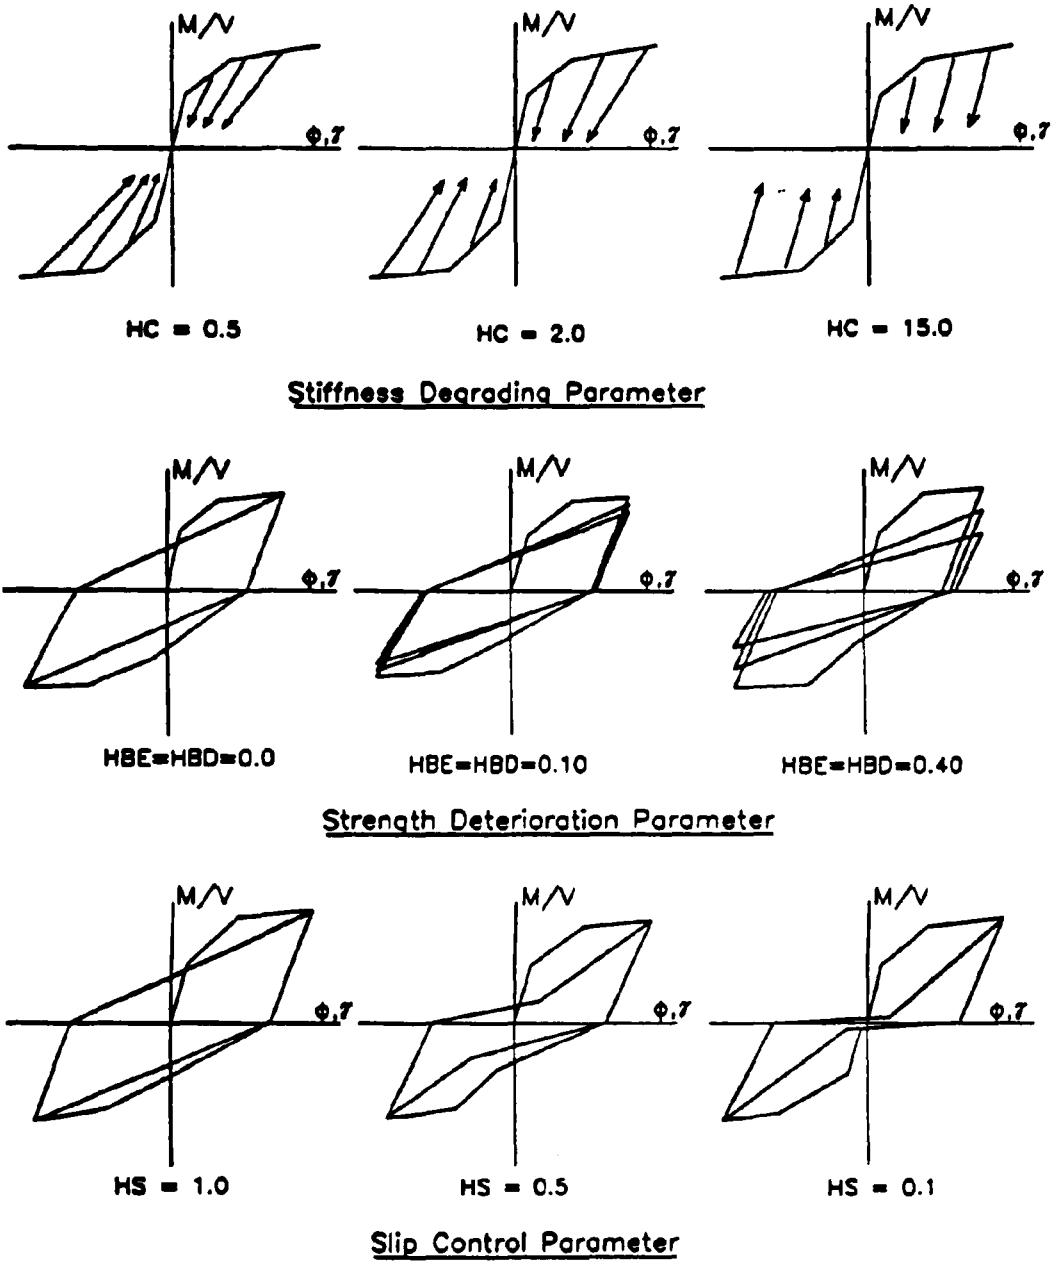 M/V M/V M/V
ϕ,γ ϕ,γ ϕ,γ
HC = 0.5 HC = 2.0 HC = 15.0
Stiffness Degrading Parameter
M/V M/V M/V
ϕ,γ ϕ,γ ϕ,γ
HBE=HBD=0.0 HBE=HBD=0.10 HBE=HBD=0.40
Strength Deterioration Parameter
M/V M/V M/V
ϕ,γ ϕ,γ ϕ,γ
HS = 1.0 HS = 0.5 HS = 0.1
Slip Control Parameter